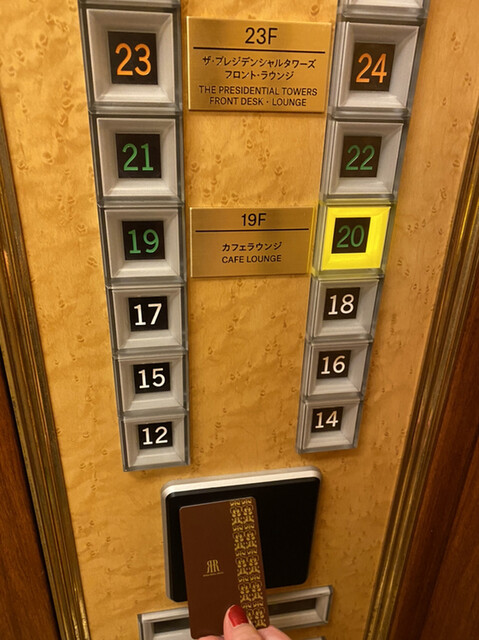 23
23F
ザ・プレジデンシャルタワーズ
フロント・ラウンジ
THE PRESIDENTIAL TOWERS
FRONT DESK・LOUNGE
24
21
22
19
19F
カフェラウンジ
CAFE LOUNGE
20
17
18
15
16
12
14
RR